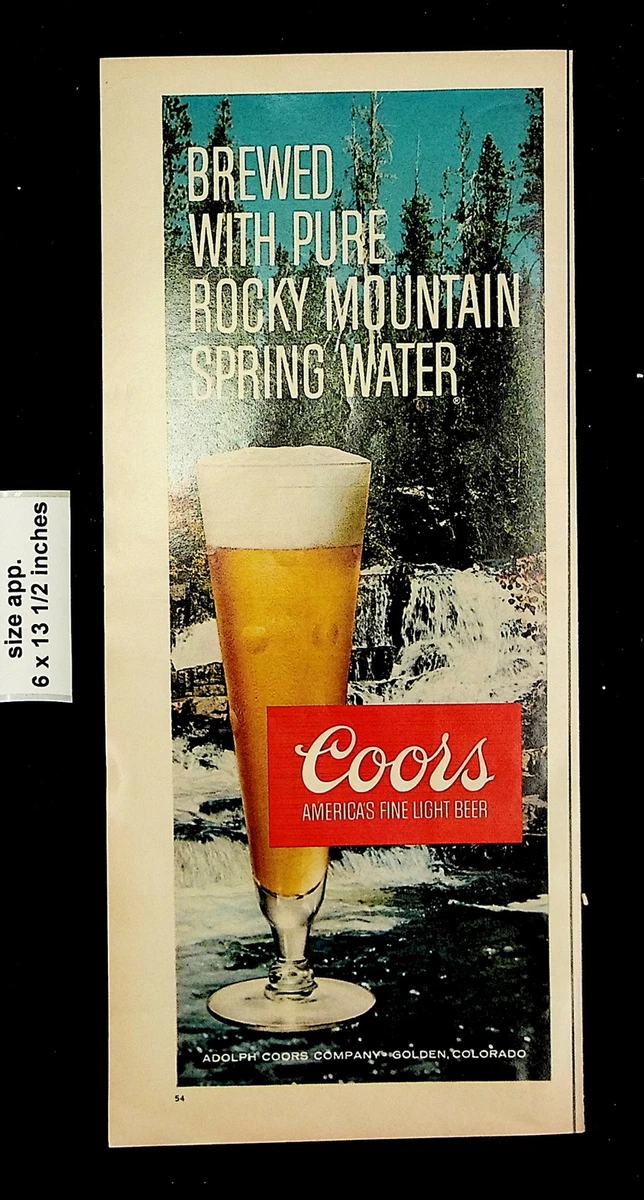 BREWED
WITH PURE
ROCKY MOUNTAIN
SPRING WATER®
size app.
6 x 13 1/2 inches
Coors
AMERICA'S FINE LIGHT BEER
ADOLPH COORS COMPANY • GOLDEN, COLORADO
54